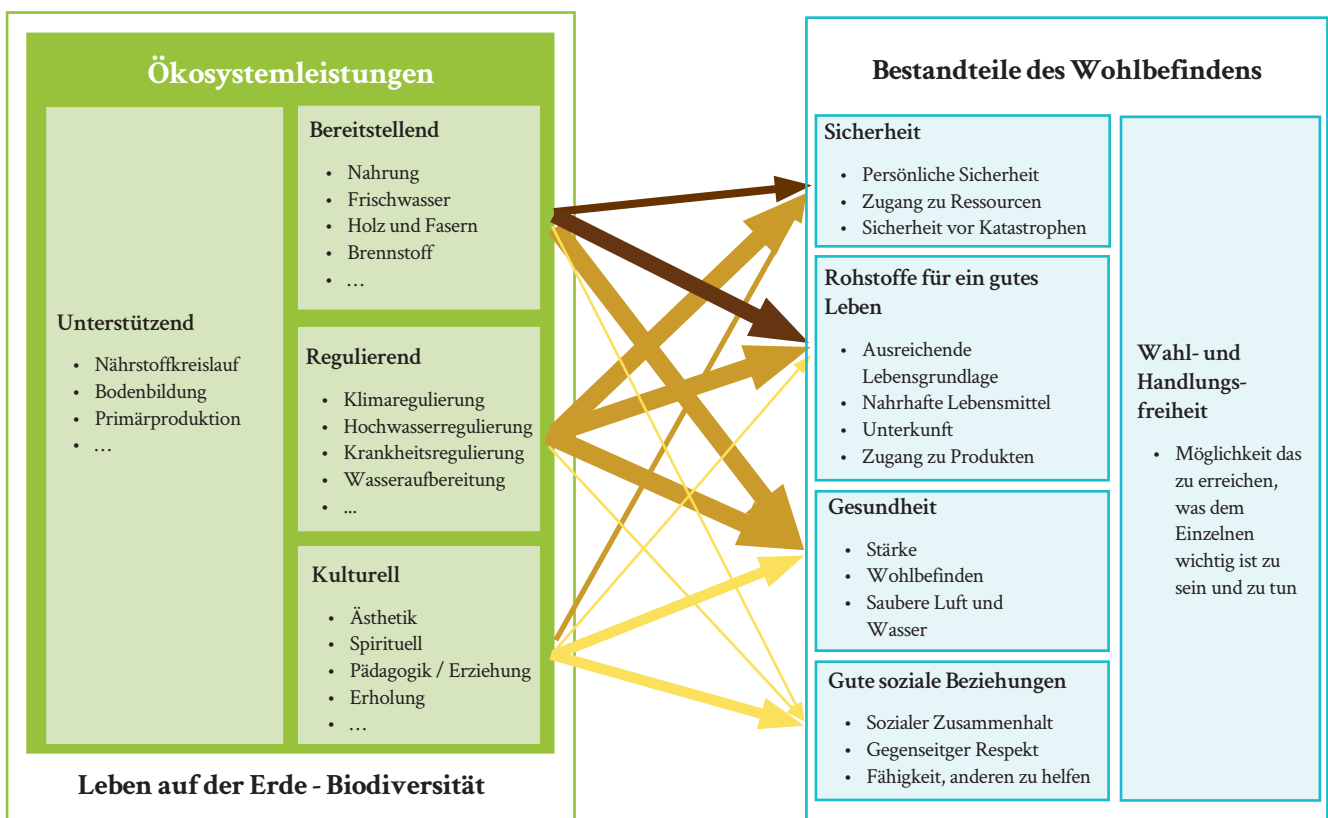 Ökosystemleistungen
Unterstützend
• Nährstoffkreislauf
• Bodenbildung
• Primärproduktion
• …
Bereitstellend
• Nahrung
• Frischwasser
• Holz und Fasern
• Brennstoff
• …
Regulierend
• Klimaregulierung
• Hochwasserregulierung
• Krankheitsregulierung
• Wasseraufbereitung
• ...
Kulturell
• Ästhetik
• Spirituell
• Pädagogik / Erziehung
• Erholung
• …
Leben auf der Erde - Biodiversität
Bestandteile des Wohlbefindens
Sicherheit
• Persönliche Sicherheit
• Zugang zu Ressourcen
• Sicherheit vor Katastrophen
Rohstoffe für ein gutes
Leben
• Ausreichende
Lebensgrundlage
• Nahrhafte Lebensmittel
• Unterkunft
• Zugang zu Produkten
Gesundheit
• Stärke
• Wohlbefinden
• Saubere Luft und
Wasser
Gute soziale Beziehungen
• Sozialer Zusammenhalt
• Gegenseitger Respekt
• Fähigkeit, anderen zu helfen
Wahl- und
Handlungs-
freiheit
• Möglichkeit das
zu erreichen,
was dem
Einzelnen
wichtig ist zu
sein und zu tun